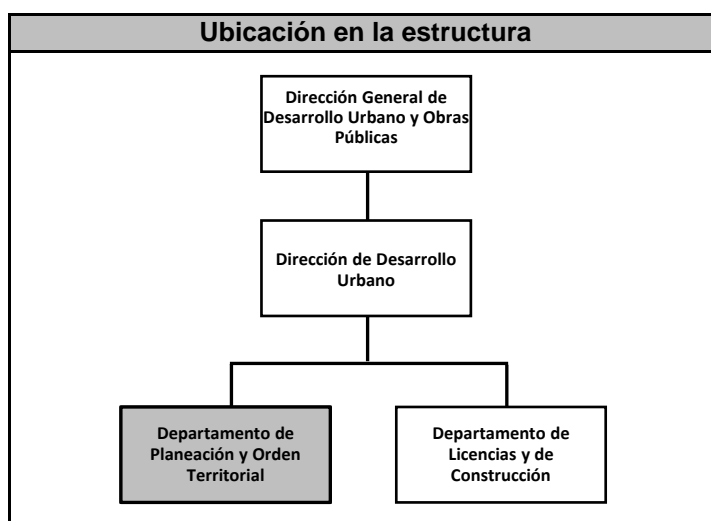 Ubicación en la estructura
Dirección General de
Desarrollo Urbano y Obras
Públicas
Dirección de Desarrollo
Urbano
Departamento de
Planeación y Orden
Territorial
Departamento de
Licencias y de
Construcción